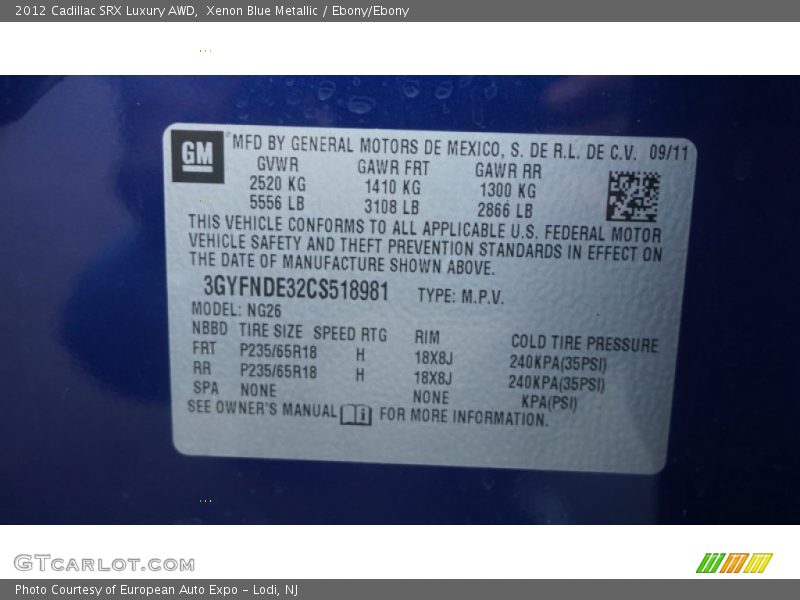 2012 Cadillac SRX Luxury AWD,  Xenon Blue Metallic / Ebony/Ebony
GM
MFD BY GENERAL MOTORS DE MEXICO, S. DE R.L. DE C.V. 09/11
GVWR GAWR FRT GAWR RR
2520 KG 1410 KG 1300 KG
5556 LB 3108 LB 2866 LB
THIS VEHICLE CONFORMS TO ALL APPLICABLE U.S. FEDERAL MOTOR
VEHICLE SAFETY AND THEFT PREVENTION STANDARDS IN EFFECT ON
THE DATE OF MANUFACTURE SHOWN ABOVE.
3GYFNDE32CS518981 TYPE: M.P.V.
MODEL: NG26
NBBD TIRE SIZE SPEED RTG RIM COLD TIRE PRESSURE
FRT P235/65R18 H 18X8J 240KPA(35PSI)
RR P235/65R18 H 18X8J 240KPA(35PSI)
SPA NONE NONE KPA(PSI)
SEE OWNER'S MANUAL i FOR MORE INFORMATION.
GTCARLOT.COM
Photo Courtesy of European Auto Expo - Lodi, NJ